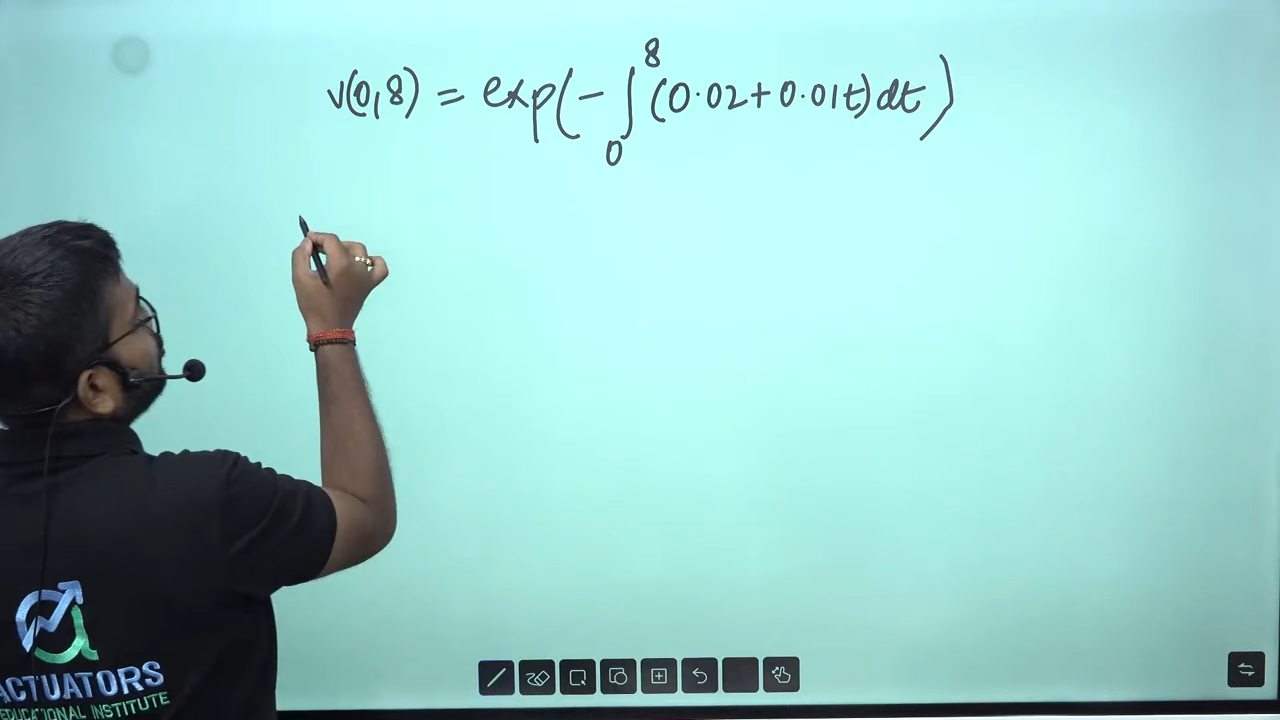 v(0,8) = exp(- ∫₀⁸ (0.02+0.01t) dt)
ACTUATORS
EDUCATIONAL INSTITUTE